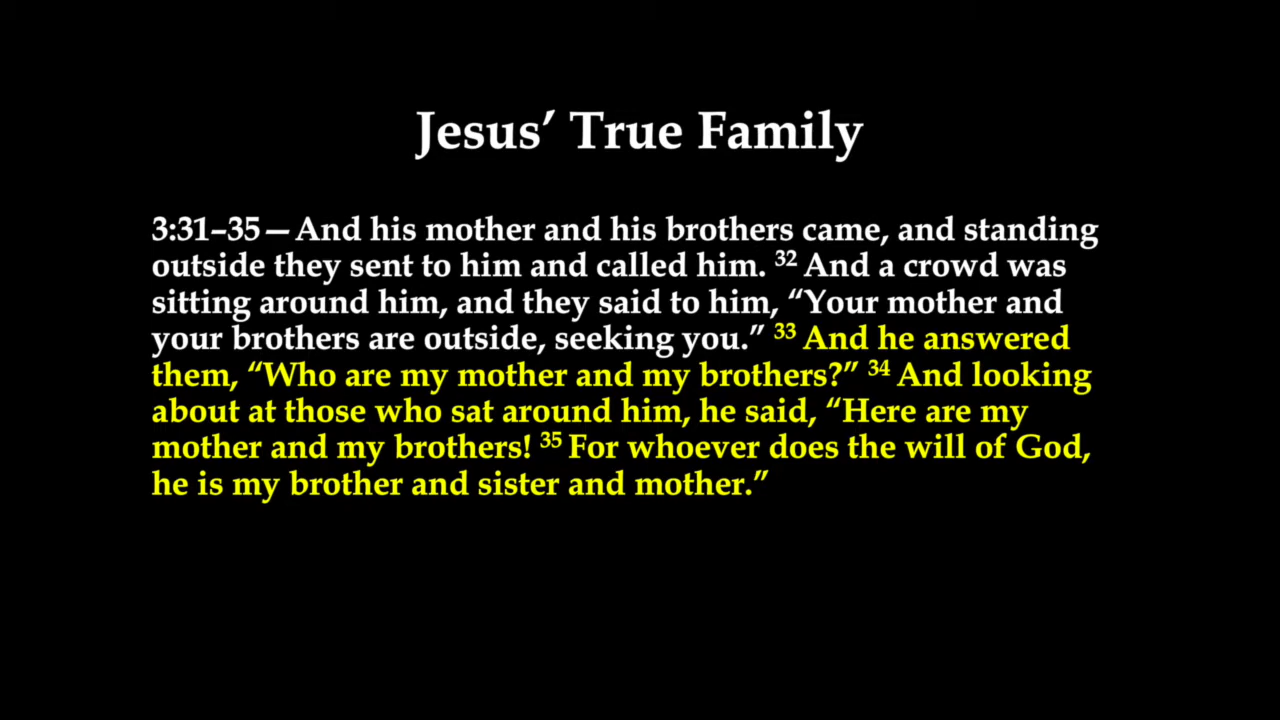 Jesus’ True Family
3:31–35—And his mother and his brothers came, and standing
outside they sent to him and called him. 32 And a crowd was
sitting around him, and they said to him, “Your mother and
your brothers are outside, seeking you.” 33 And he answered
them, “Who are my mother and my brothers?” 34 And looking
about at those who sat around him, he said, “Here are my
mother and my brothers! 35 For whoever does the will of God,
he is my brother and sister and mother.”